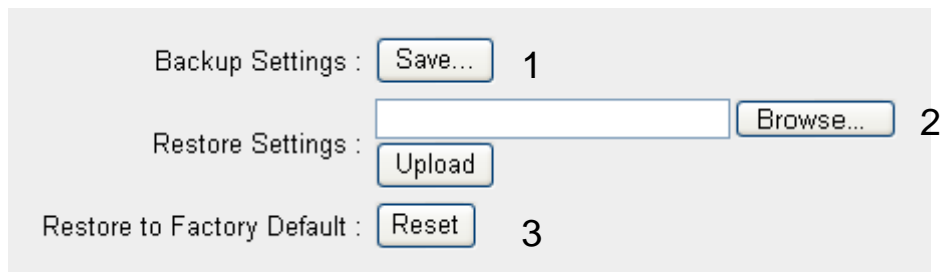 Backup Settings : Save... 1
Browse... 2
Restore Settings :
Upload
Restore to Factory Default : Reset 3